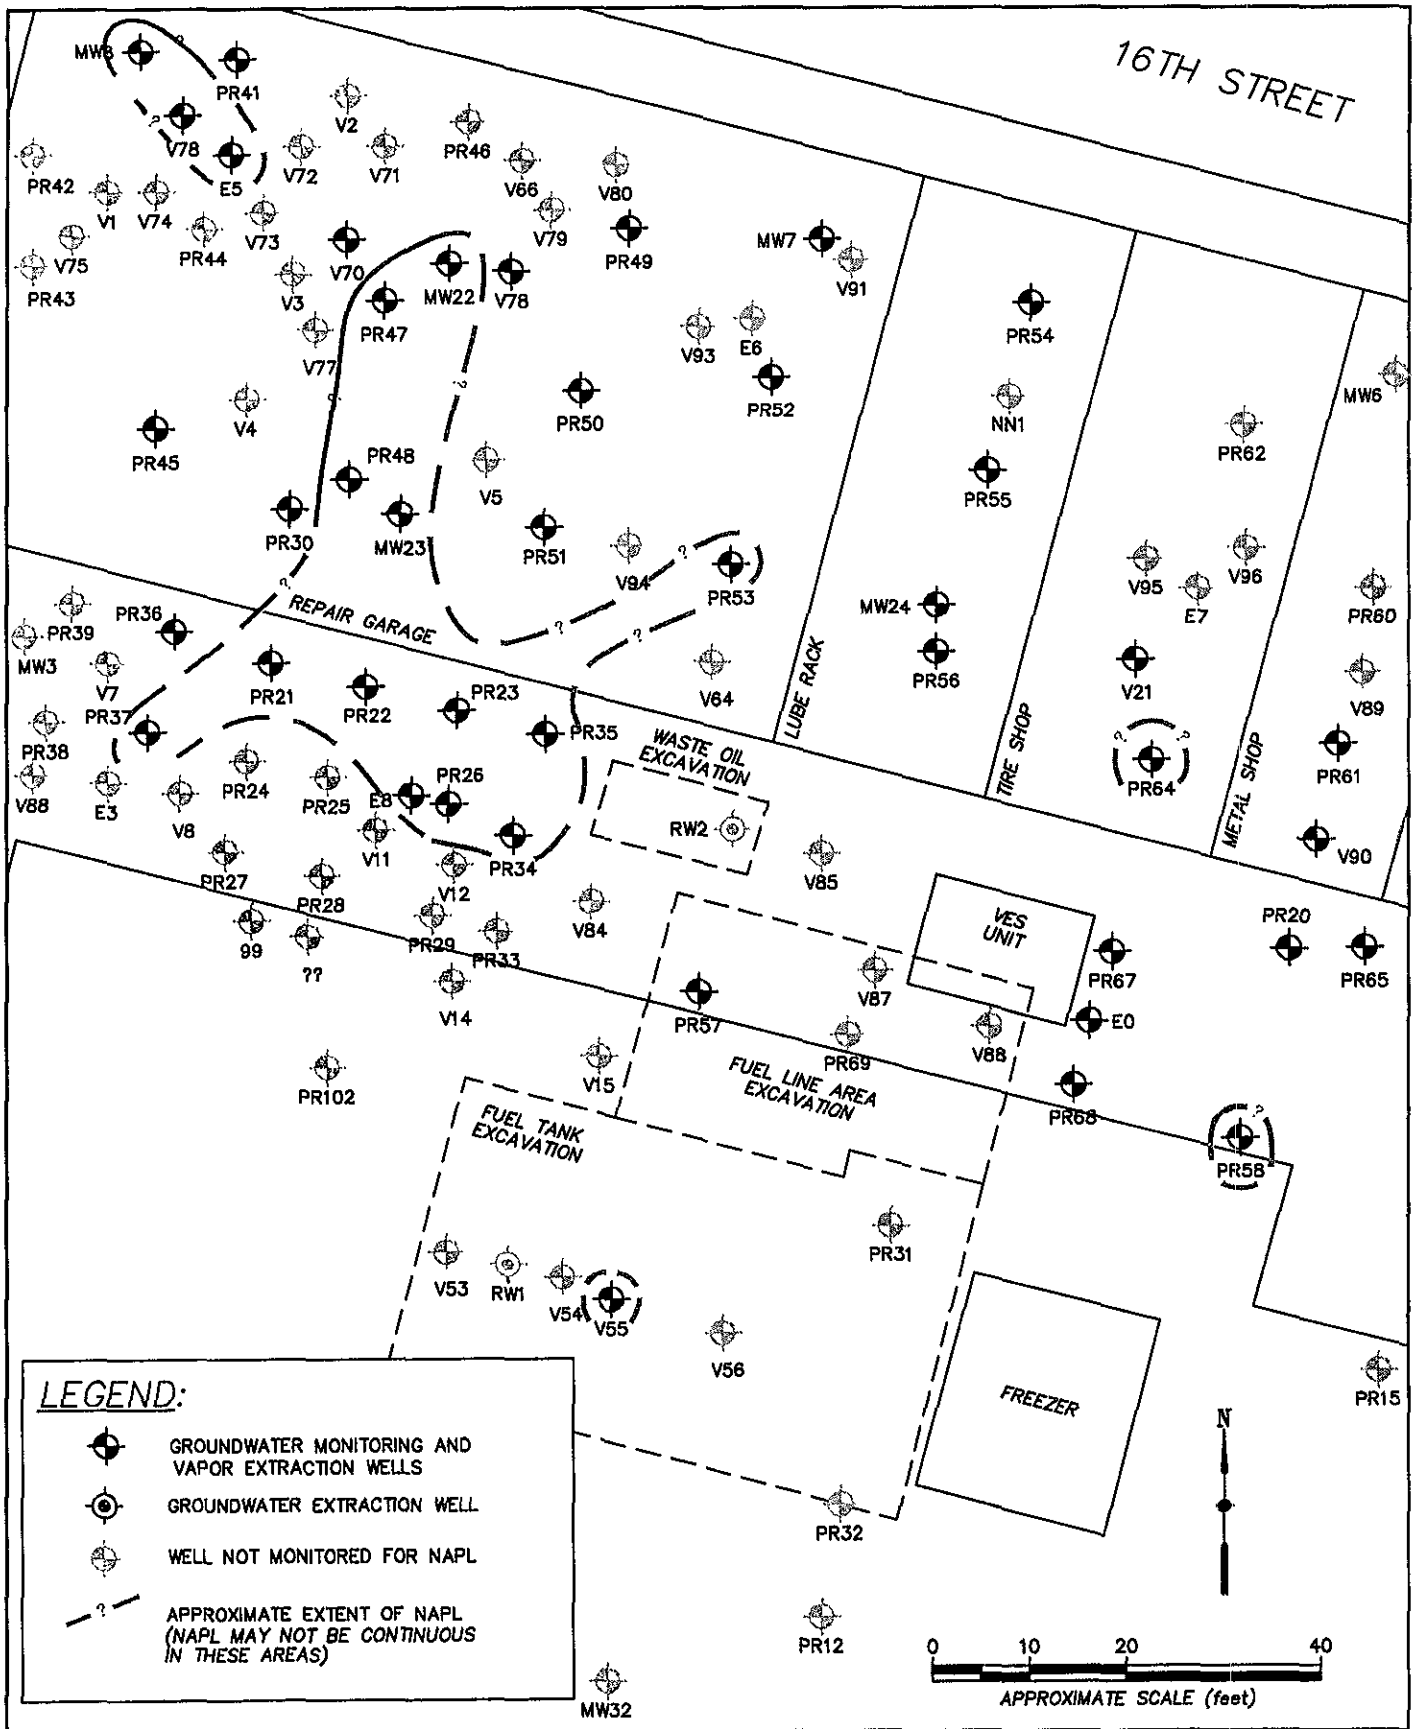 16TH STREET
MW8
PR41
V78
E5
V2
V72
V71
PR46
V66
V80
PR42
V1
V74
V73
V79
PR49
V75
PR44
PR43
V3
V70
MW22
V78
MW7
V91
PR47
V77
V93
E6
PR54
V4
PR50
PR52
NN1
MW6
PR62
PR45
PR48
V5
PR55
PR30
MW23
PR51
V94
PR53
V95
E7
V96
PR60
MW24
PR39
PR36
REPAIR GARAGE
MW3
V7
PR21
PR22
PR23
V64
LUBE RACK
PR56
TIRE SHOP
V21
METAL SHOP
V89
PR37
PR38
PR35
WASTE OIL
EXCAVATION
PR64
PR61
V88
E3
V8
PR24
PR25
E8
PR26
V11
PR34
RW2
V85
V90
PR27
PR28
V12
99
??
PR29
PR33
V84
VES
UNIT
PR67
PR20
PR65
V14
PR57
V87
V88
E0
PR69
PR102
V15
FUEL LINE AREA
EXCAVATION
PR68
FUEL TANK
EXCAVATION
PR58
PR31
V53
RW1
V54
V55
V56
FREEZER
PR15
PR32
PR12
MW32
N
LEGEND:
GROUNDWATER MONITORING AND
VAPOR EXTRACTION WELLS
GROUNDWATER EXTRACTION WELL
WELL NOT MONITORED FOR NAPL
?
APPROXIMATE EXTENT OF NAPL
(NAPL MAY NOT BE CONTINUOUS
IN THESE AREAS)
0 10 20 40
APPROXIMATE SCALE (feet)